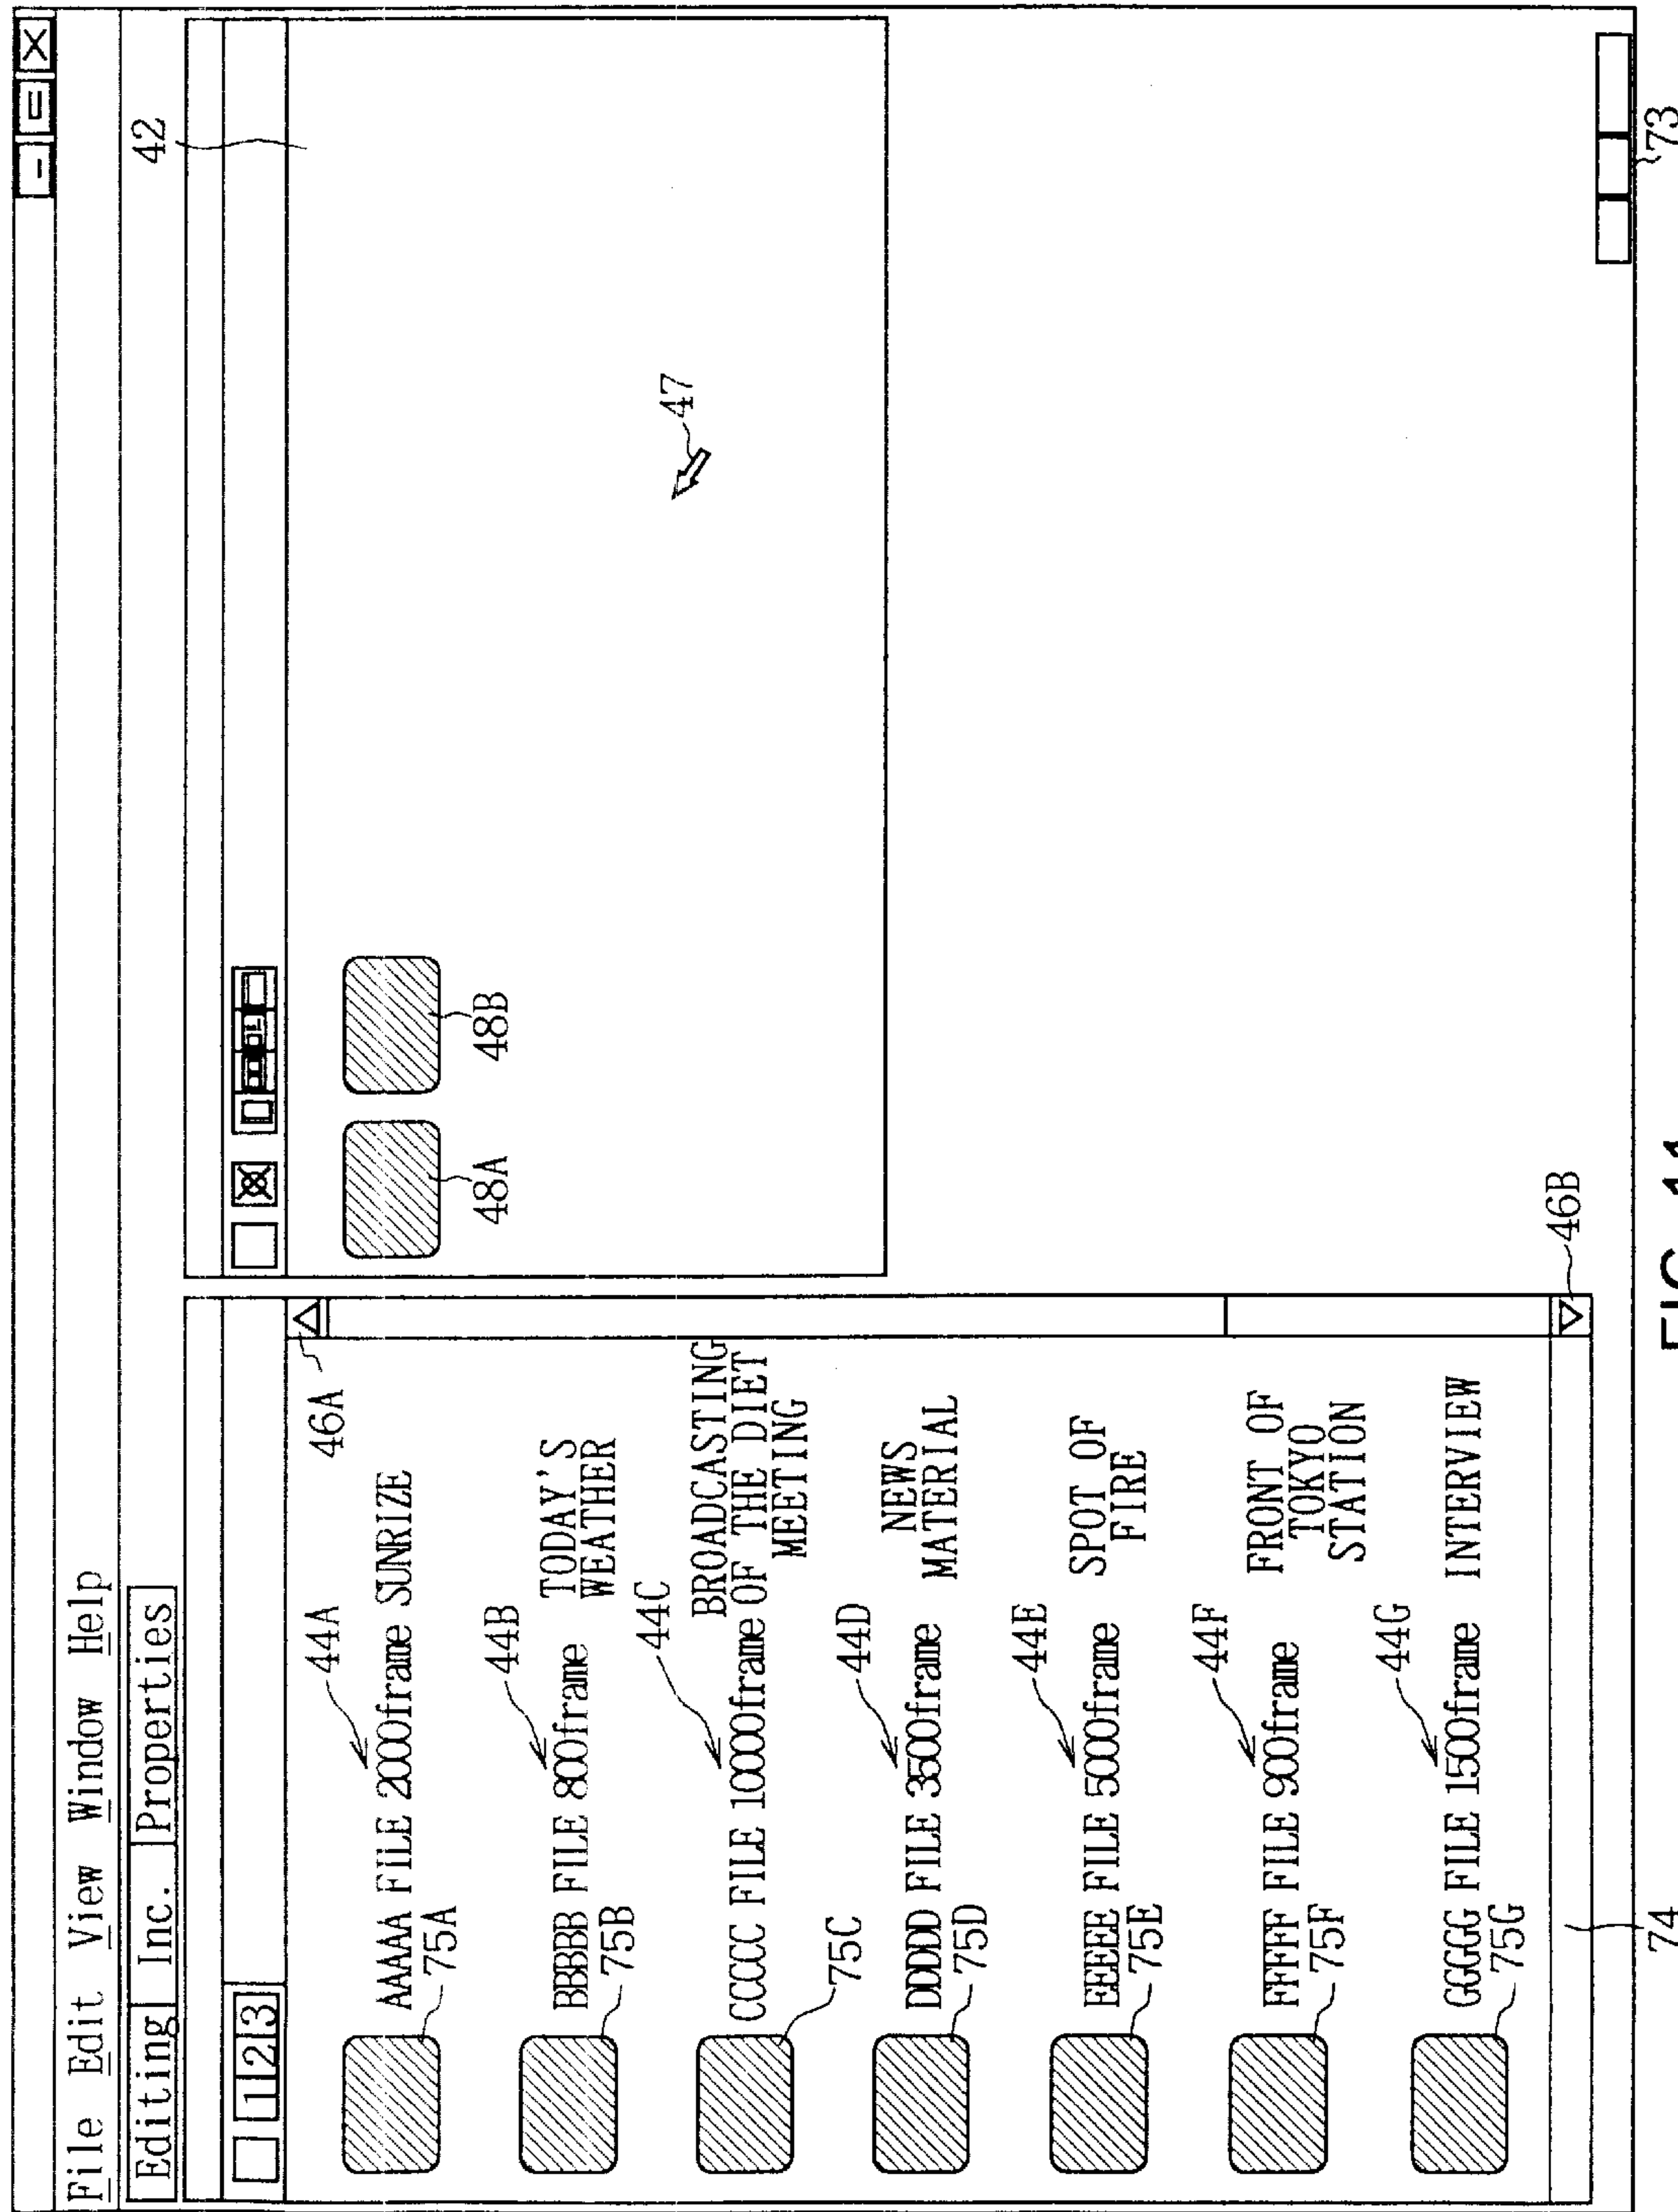 File Edit View Window Help
Editing Inc. Properties
1 2 3
42
46A
44A
AAAAA FILE 2000frame SUNRIZE
75A
44B
BBBBB FILE 800frame TODAY'S
WEATHER
75B
44C
BROADCASTING
CCCCC FILE 10000frame OF THE DIET
MEETING
75C
44D
NEWS
DDDDD FILE 3500frame
MATERIAL
75D
44E
SPOT OF
EEEEE FILE 5000frame
FIRE
75E
44F
FRONT OF
FFFFF FILE 900frame TOKYO
STATION
75F
44G
GGGGG FILE 1500frame INTERVIEW
75G
48A 48B
47
46B
74
73